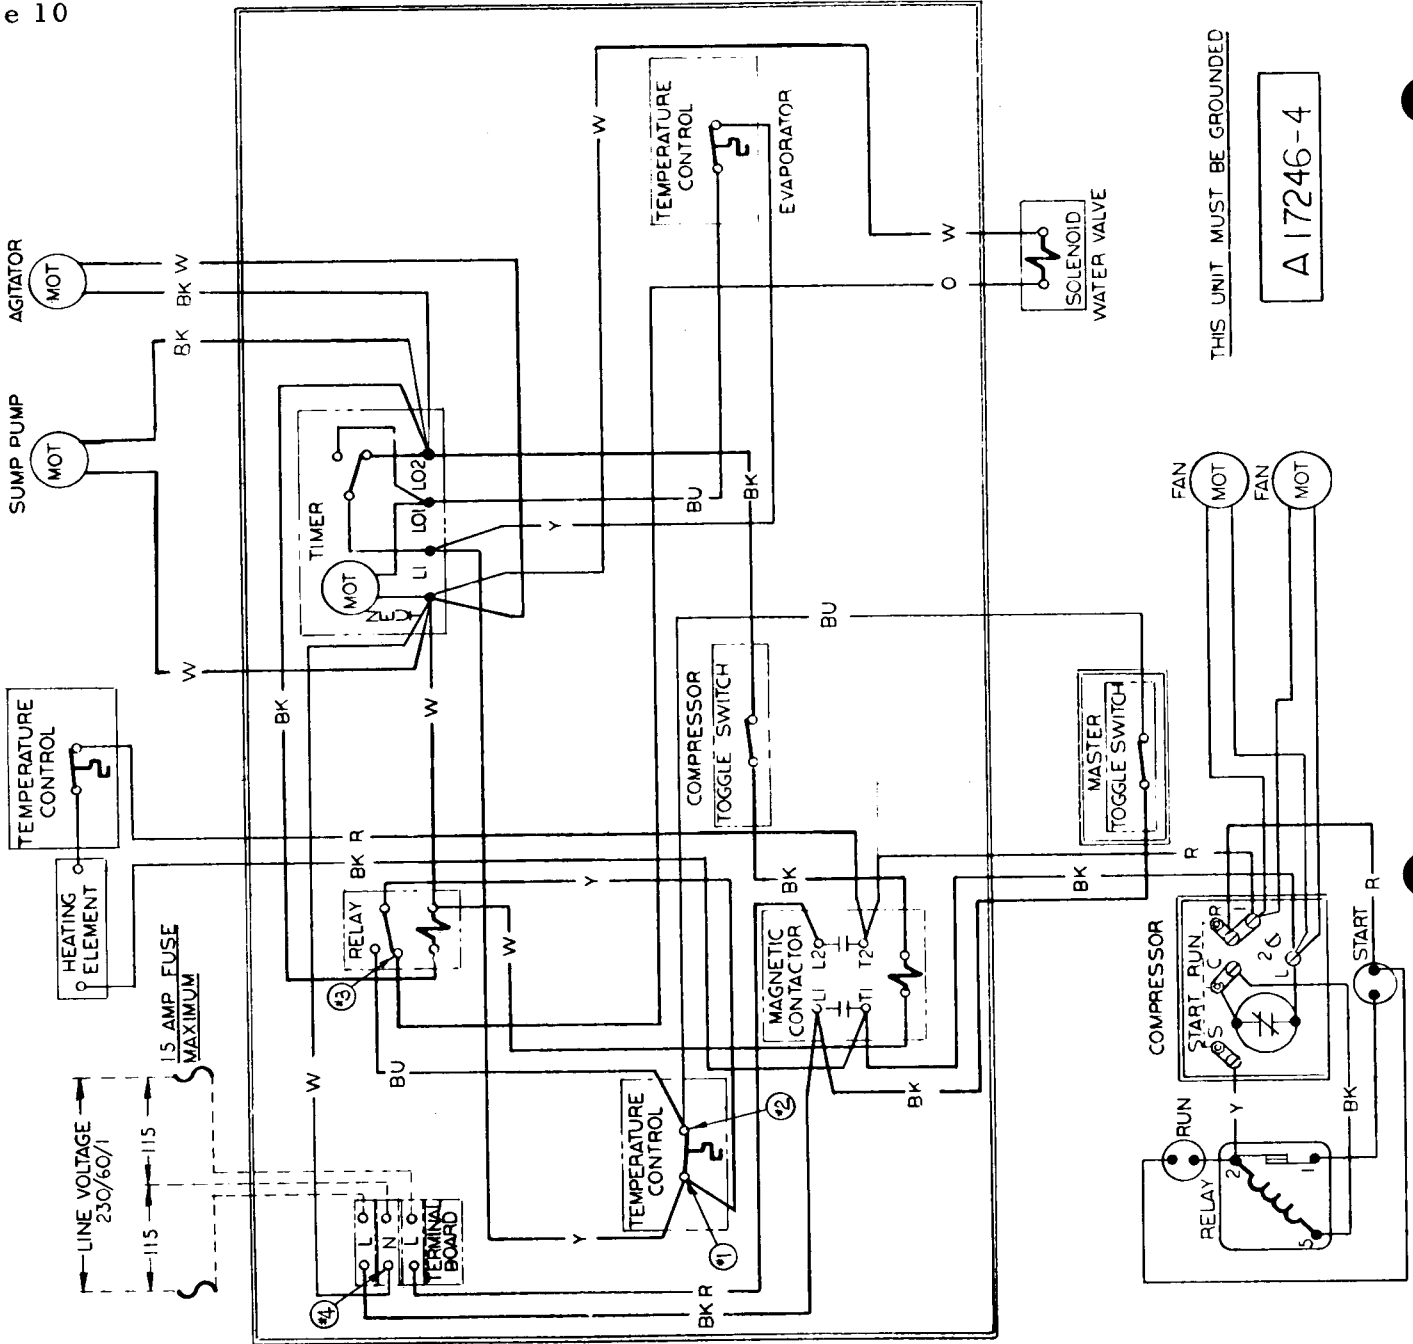 e 10
AGITATOR
MOT
SUMP PUMP
MOT
BK
BK W
W
TEMPERATURE
CONTROL
HEATING
ELEMENT
15 AMP FUSE
MAXIMUM
LINE VOLTAGE
230/60/1
115
115
TIMER
MOT
NEU
L1
LO1
LO2
BK
W
W
BK R
RELAY
#3
Y
W
BU
L
N
L
TERMINAL
BOARD
#4
TEMPERATURE
CONTROL
EVAPORATOR
W
BU
BK
Y
COMPRESSOR
TOGGLE SWITCH
BU
BK
MAGNETIC
CONTACTOR
L1 L2
T1 T2
TEMPERATURE
CONTROL
#1
#2
Y
BK R
BK
O
W
SOLENOID
WATER VALVE
MASTER
TOGGLE SWITCH
BK
R
THIS UNIT MUST BE GROUNDED
A17246-4
FAN
MOT
FAN
MOT
COMPRESSOR
START RUN
S
C
R
1
2
L
R
START
RUN
Y
BK
RELAY
2
1
5